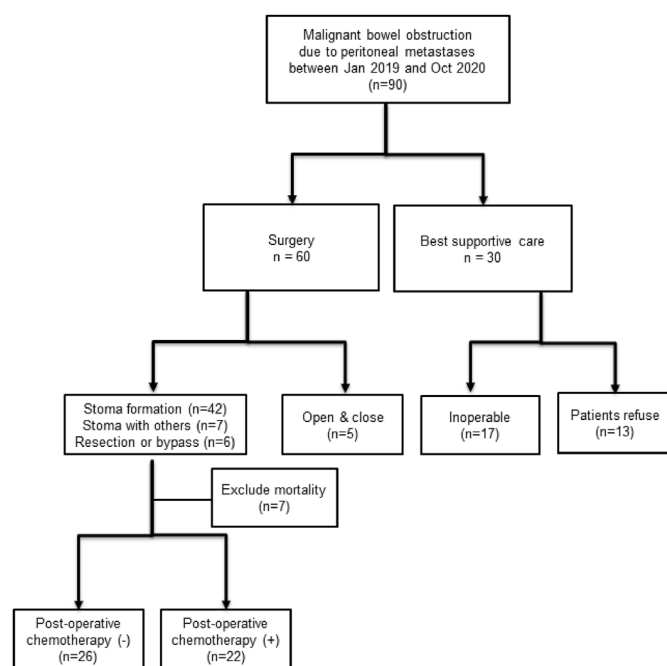 Malignant bowel obstruction
due to peritoneal metastases
between Jan 2019 and Oct 2020
(n=90)
Surgery
n = 60
Best supportive care
n = 30
Stoma formation (n=42)
Stoma with others (n=7)
Resection or bypass (n=6)
Open & close
(n=5)
Inoperable
(n=17)
Patients refuse
(n=13)
Exclude mortality
(n=7)
Post-operative
chemotherapy (-)
(n=26)
Post-operative
chemotherapy (+)
(n=22)